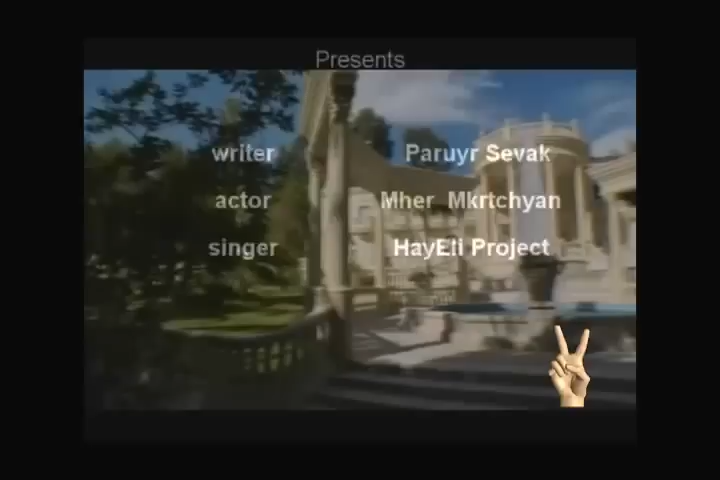 Presents
writer Paruyr Sevak
actor Mher Mkrtchyan
singer HayEli Project